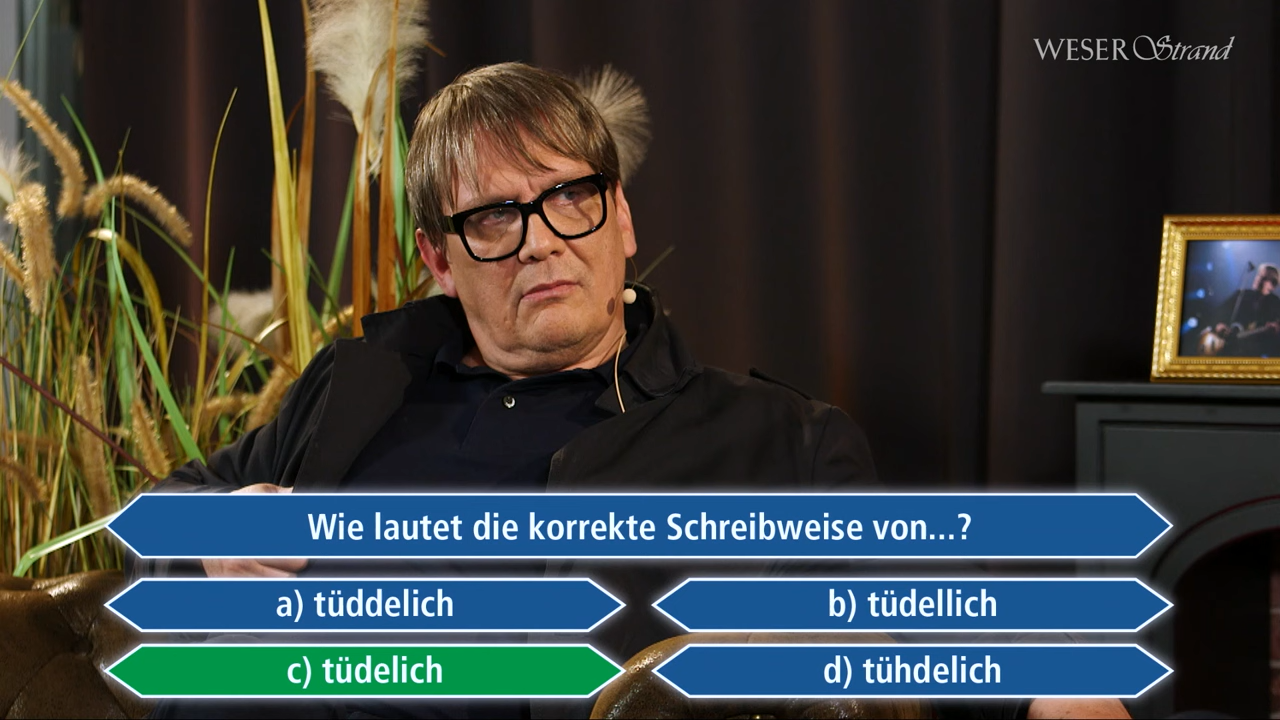 WESER Strand
Wie lautet die korrekte Schreibweise von...?
a) tüddelich
b) tüdellich
c) tüdelich
d) tühdelich